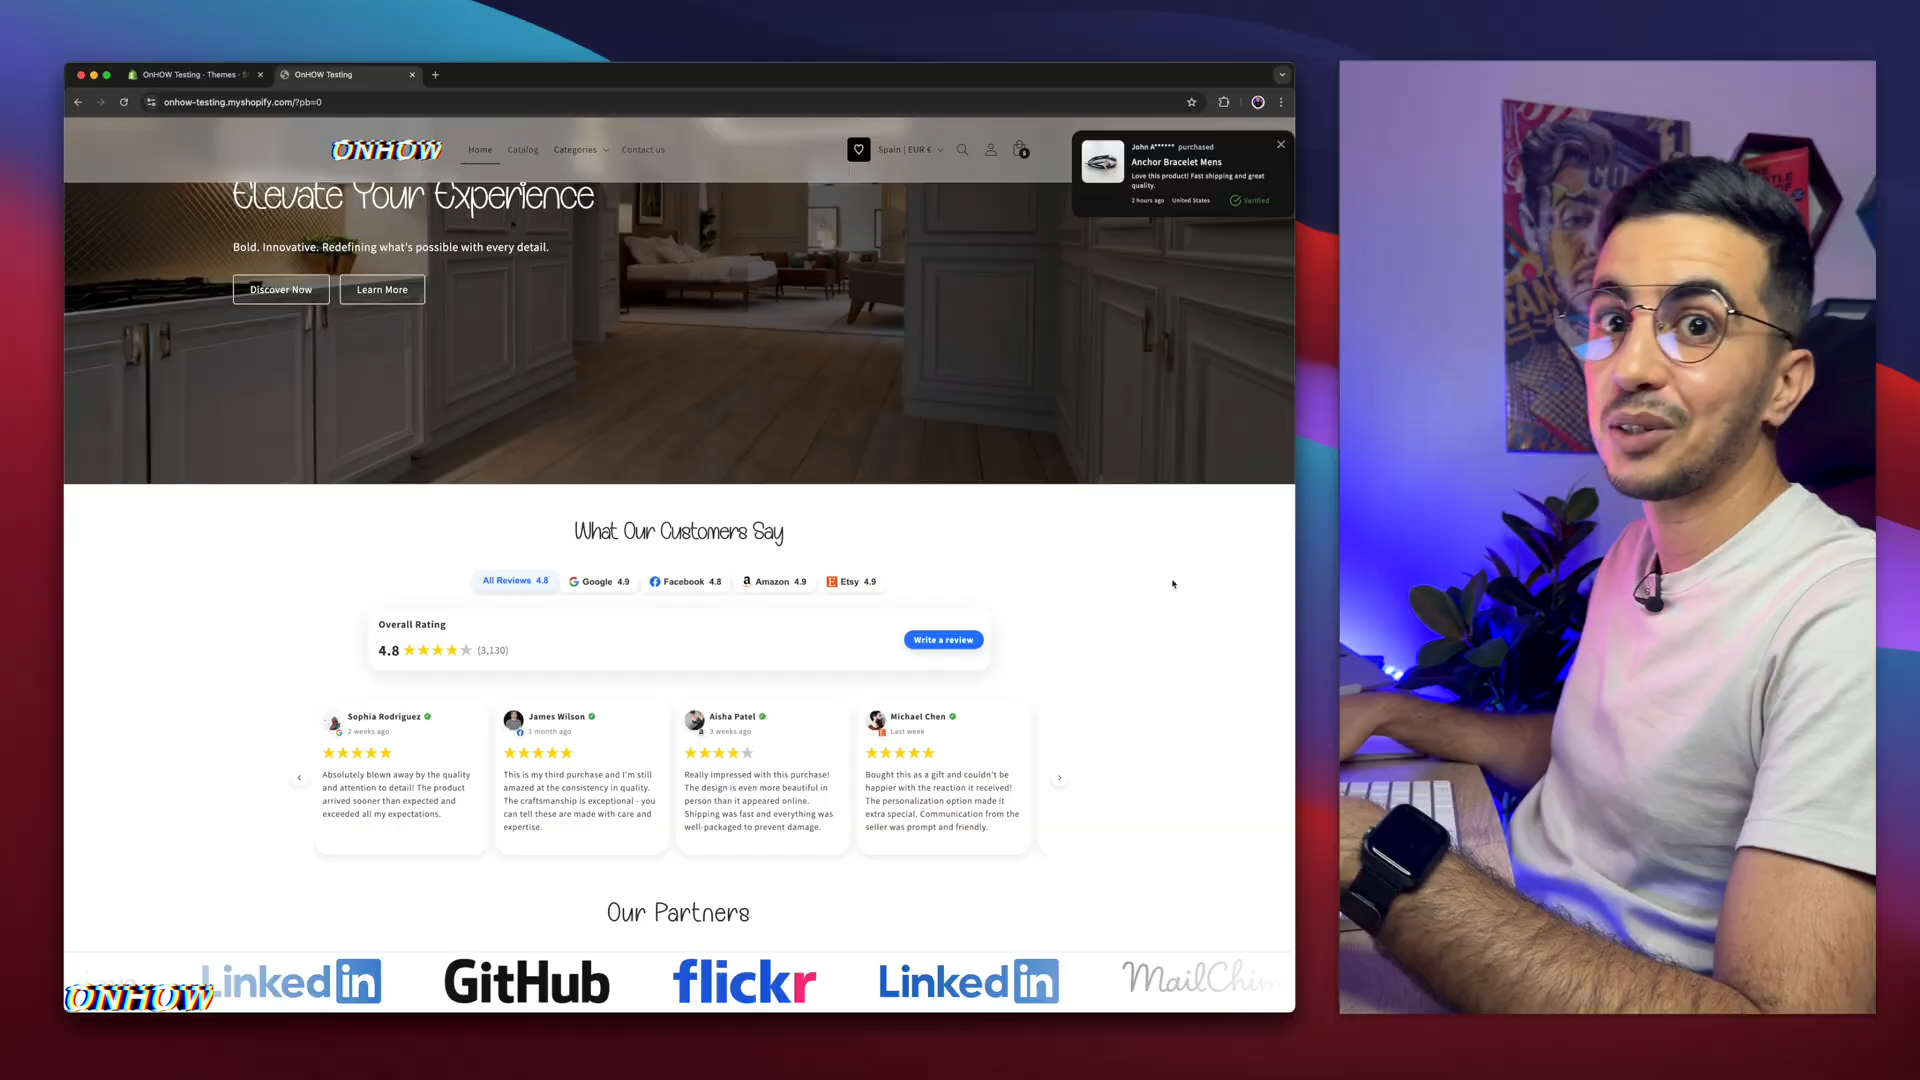 OnHOW Testing · Themes · S
OnHOW Testing
onhow-testing.myshopify.com/?pb=0
ONHOW
Home
Catalog
Categories
Contact us
Spain | EUR €
John A****** purchased
Anchor Bracelet Mens
Love this product! Fast shipping and great
quality.
2 hours ago
United States
Verified
Elevate Your Experience
Bold. Innovative. Redefining what's possible with every detail.
Discover Now
Learn More
What Our Customers Say
All Reviews 4.8
Google 4.9
Facebook 4.8
Amazon 4.9
Etsy 4.9
Overall Rating
4.8
(3,130)
Write a review
Sophia Rodriguez
2 weeks ago
Absolutely blown away by the quality
and attention to detail! The product
arrived sooner than expected and
exceeded all my expectations.
James Wilson
1 month ago
This is my third purchase and I'm still
amazed at the consistency in quality.
The craftsmanship is exceptional - you
can tell these are made with care and
expertise.
Aisha Patel
3 weeks ago
Really impressed with this purchase!
The design is even more beautiful in
person than it appeared online.
Shipping was fast and everything was
well-packaged to prevent damage.
Michael Chen
Last week
Bought this as a gift and couldn't be
happier with the reaction it received!
The personalization option made it
extra special. Communication from the
seller was prompt and friendly.
Our Partners
Linked in
GitHub
flickr
Linked in
MailChim
ONHOW